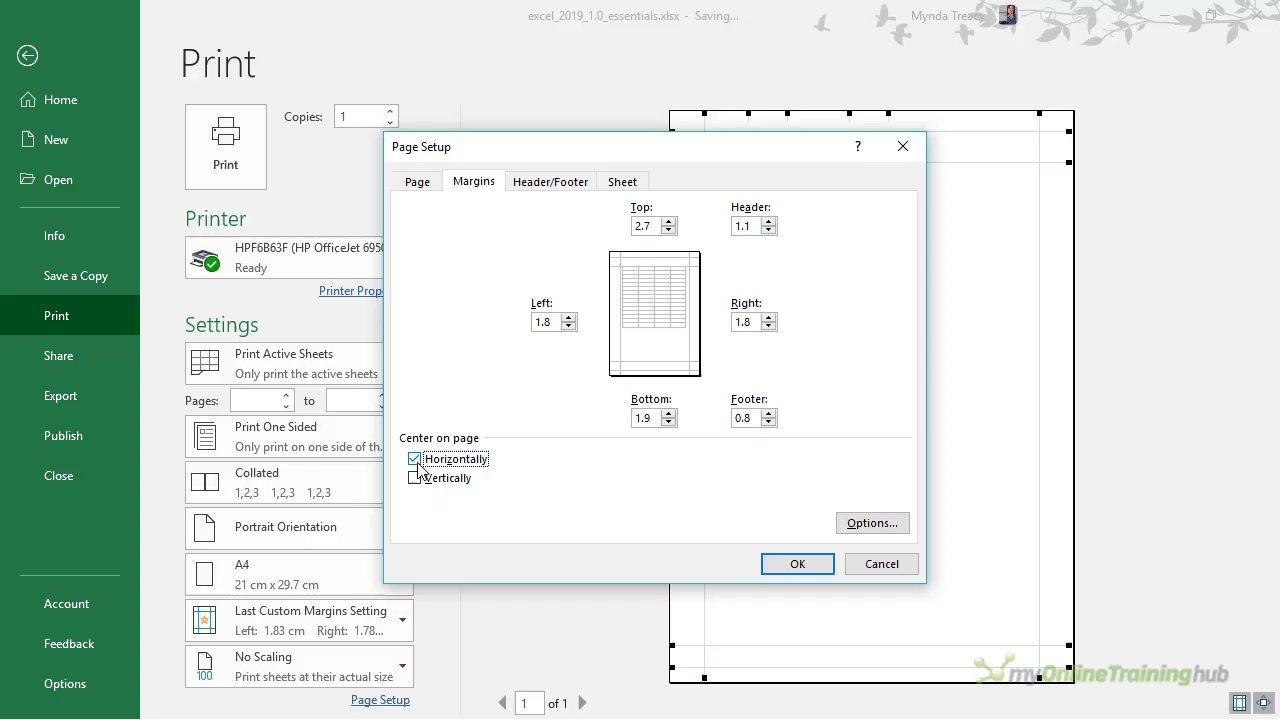 excel_2019_1.0_essentials.xlsx - Saving...
Mynda Treacy
Print
Home
New
Open
Info
Save a Copy
Print
Share
Export
Publish
Close
Account
Feedback
Options
Print
Copies:
1
Printer
HPF6B63F (HP OfficeJet 6950
Ready
Printer Prop
Settings
Print Active Sheets
Only print the active sheets
Pages:
to
Print One Sided
Only print on one side of th...
Collated
1,2,3 1,2,3 1,2,3
Portrait Orientation
A4
21 cm x 29.7 cm
Last Custom Margins Setting
Left: 1.83 cm Right: 1.78...
No Scaling
Print sheets at their actual size
100
Page Setup
Page Setup
?
Page
Margins
Header/Footer
Sheet
Top:
2.7
Header:
1.1
Left:
1.8
Right:
1.8
Bottom:
1.9
Footer:
0.8
Center on page
Horizontally
Vertically
Options...
OK
Cancel
1 of 1
myOnlineTraininghub